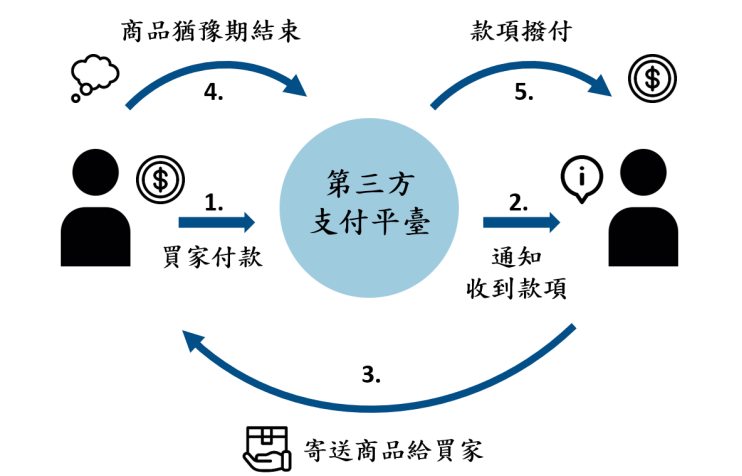 商品猶豫期結束
款項撥付
4.
5.
$
$
第三方
支付平臺
i
1.
2.
買家付款
通知
收到款項
3.
寄送商品給買家